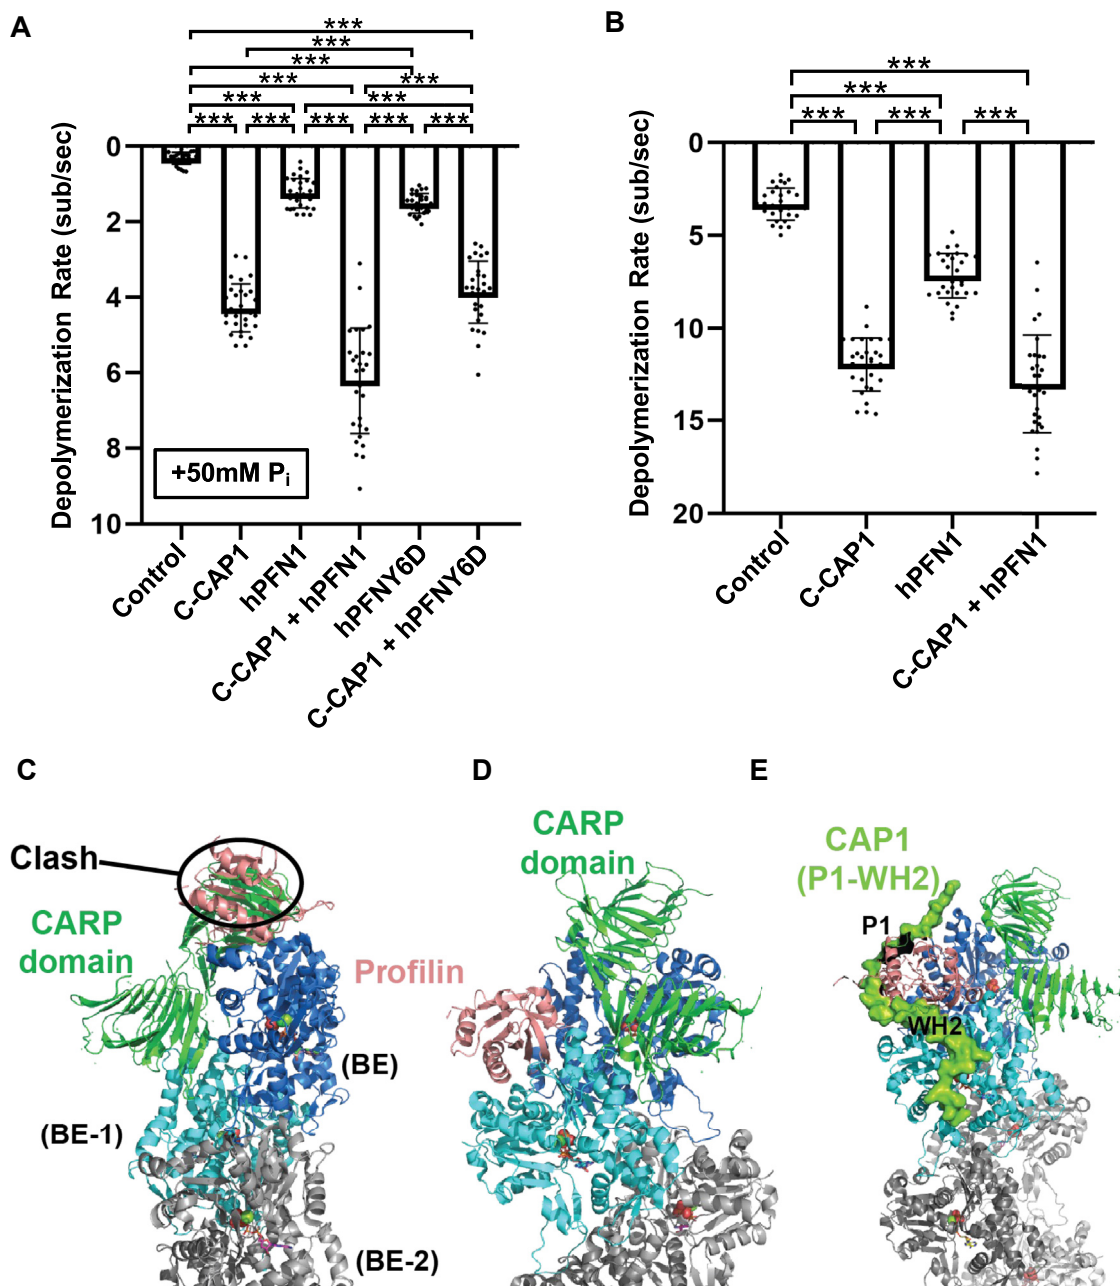 A
***
***
***
*** ***
*** ***
*** *** *** *** ***
Depolymerization Rate (sub/sec)
0
2
4
6
8
10
+50mM Pi
Control
C-CAP1
hPFN1
C-CAP1 + hPFN1
hPFNY6D
C-CAP1 + hPFNY6D
B
***
***
*** *** ***
Depolymerization Rate (sub/sec)
0
5
10
15
20
Control
C-CAP1
hPFN1
C-CAP1 + hPFN1
C
Clash
CARP
domain
Profilin
(BE)
(BE-1)
(BE-2)
D
CARP
domain
E
CAP1
(P1-WH2)
P1
WH2